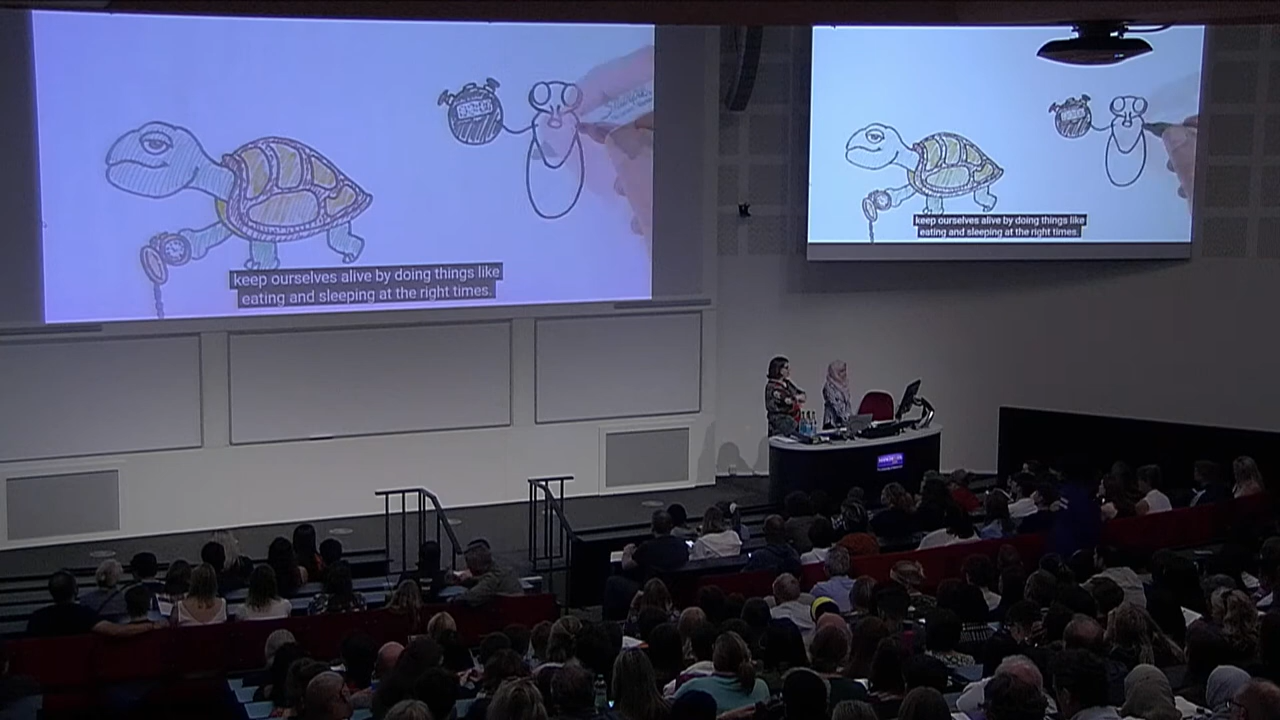 keep ourselves alive by doing things like
eating and sleeping at the right times.
keep ourselves alive by doing things like
eating and sleeping at the right times.